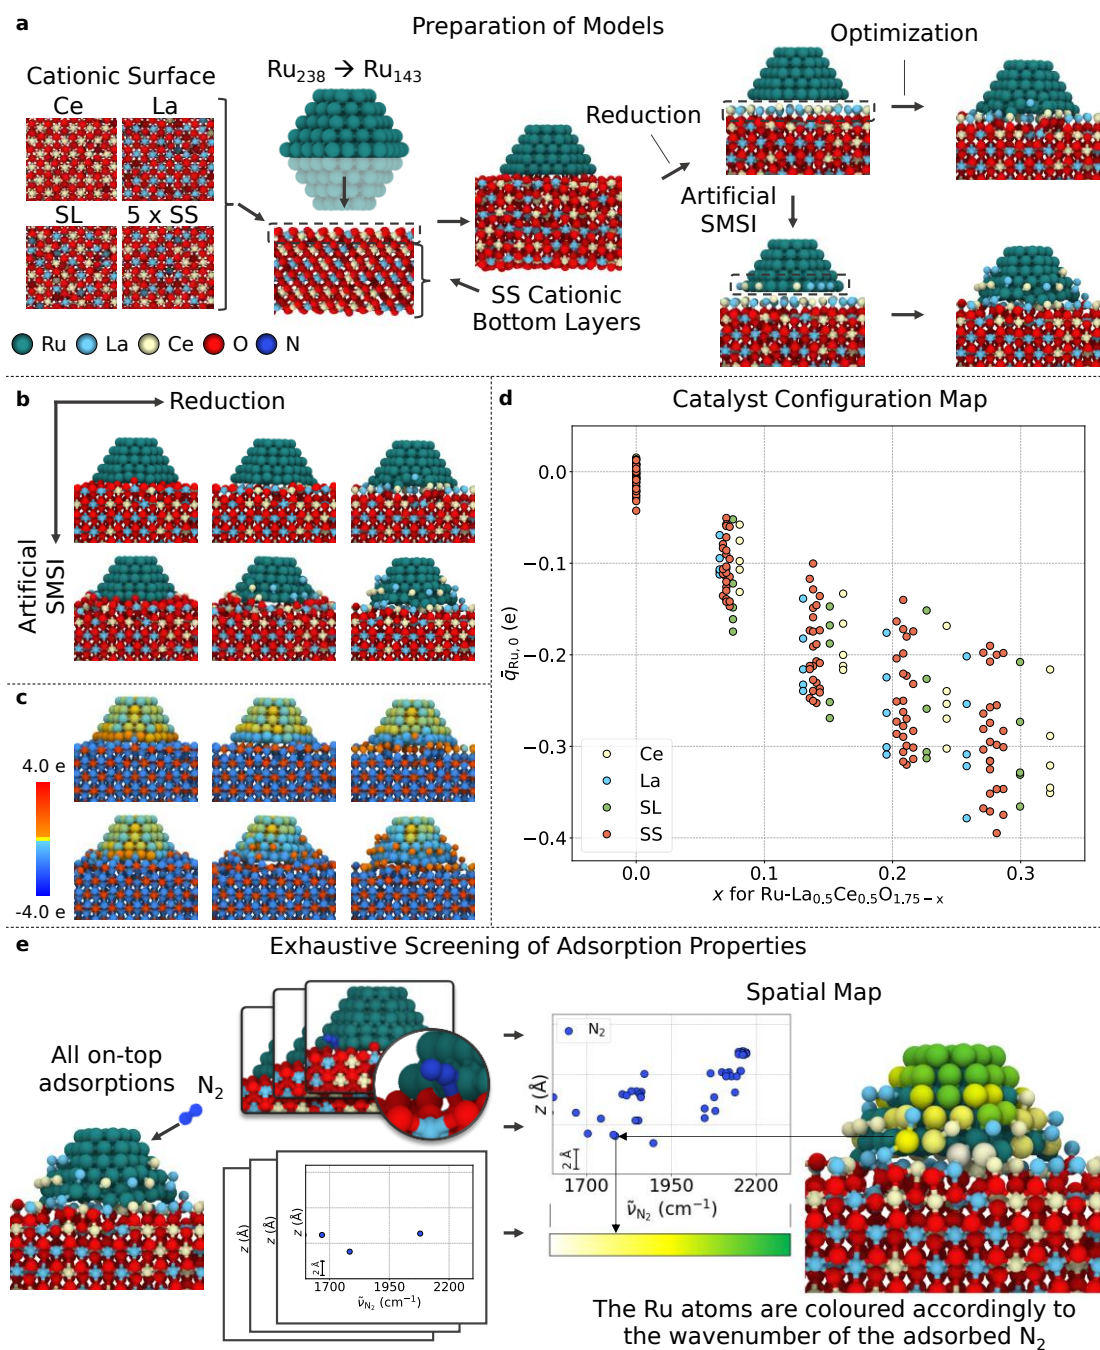 a
Preparation of Models
Optimization
Cationic Surface
Ce La
Ru238 → Ru143
Reduction
SL 5 x SS
Artificial
SMSI
SS Cationic
Bottom Layers
Ru La Ce O N
b
Reduction
Artificial
SMSI
c
4.0 e
-4.0 e
d
Catalyst Configuration Map
0.0
−0.1
−0.2
−0.3
−0.4
q̄Ru, 0 (e)
Ce
La
SL
SS
0.0 0.1 0.2 0.3
x for Ru-La0.5Ce0.5O1.75 − x
e
Exhaustive Screening of Adsorption Properties
Spatial Map
All on-top
adsorptions
N2
N2
z (Å)
2 Å
1700 1950 2200
ν̃N2 (cm−1)
z (Å)
z (Å)
z (Å)
2 Å
1700 1950 2200
ν̃N2 (cm−1)
The Ru atoms are coloured accordingly to
the wavenumber of the adsorbed N2